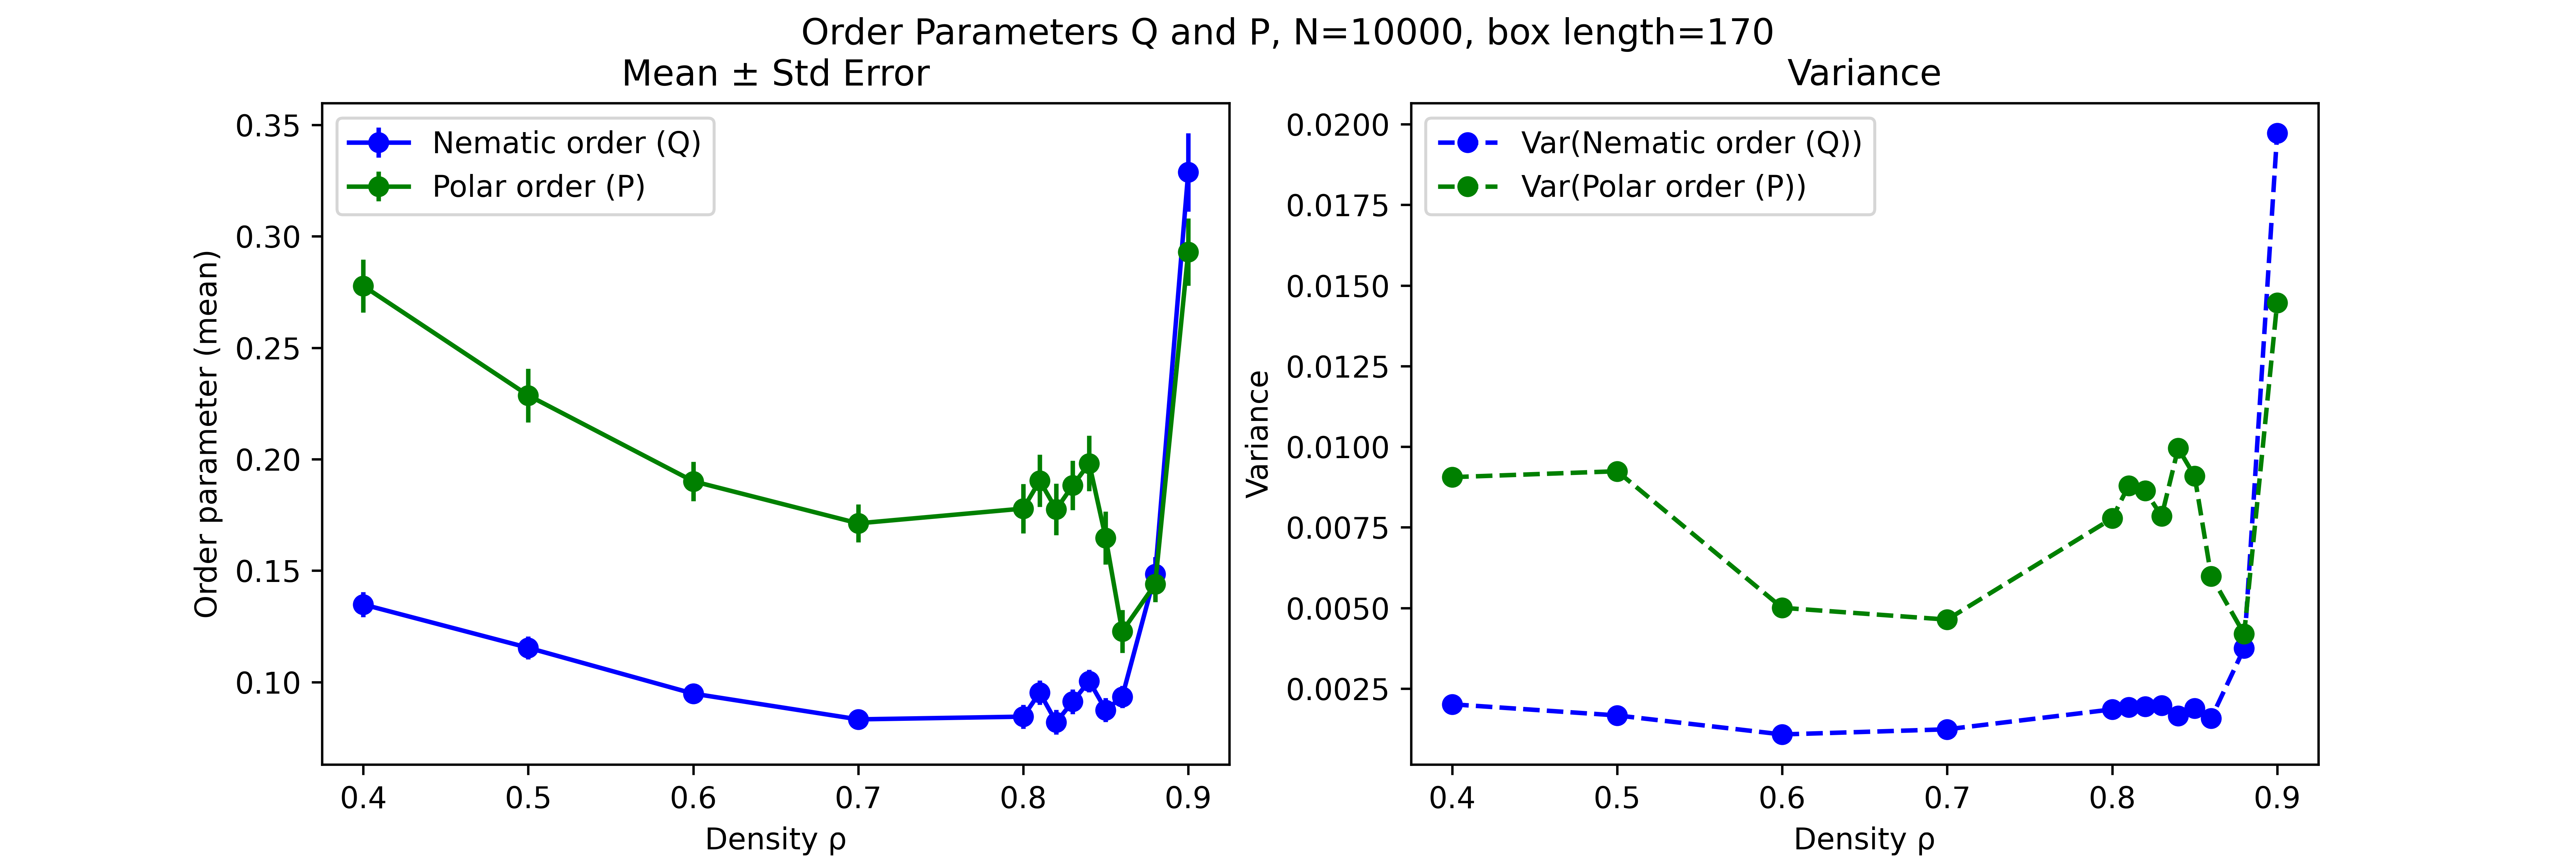 Order Parameters Q and P, N=10000, box length=170
Mean ± Std Error
0.35
0.30
0.25
0.20
0.15
0.10
Order parameter (mean)
Nematic order (Q)
Polar order (P)
0.4 0.5 0.6 0.7 0.8 0.9
Density ρ
Variance
0.0200
0.0175
0.0150
0.0125
0.0100
0.0075
0.0050
0.0025
Variance
Var(Nematic order (Q))
Var(Polar order (P))
0.4 0.5 0.6 0.7 0.8 0.9
Density ρ